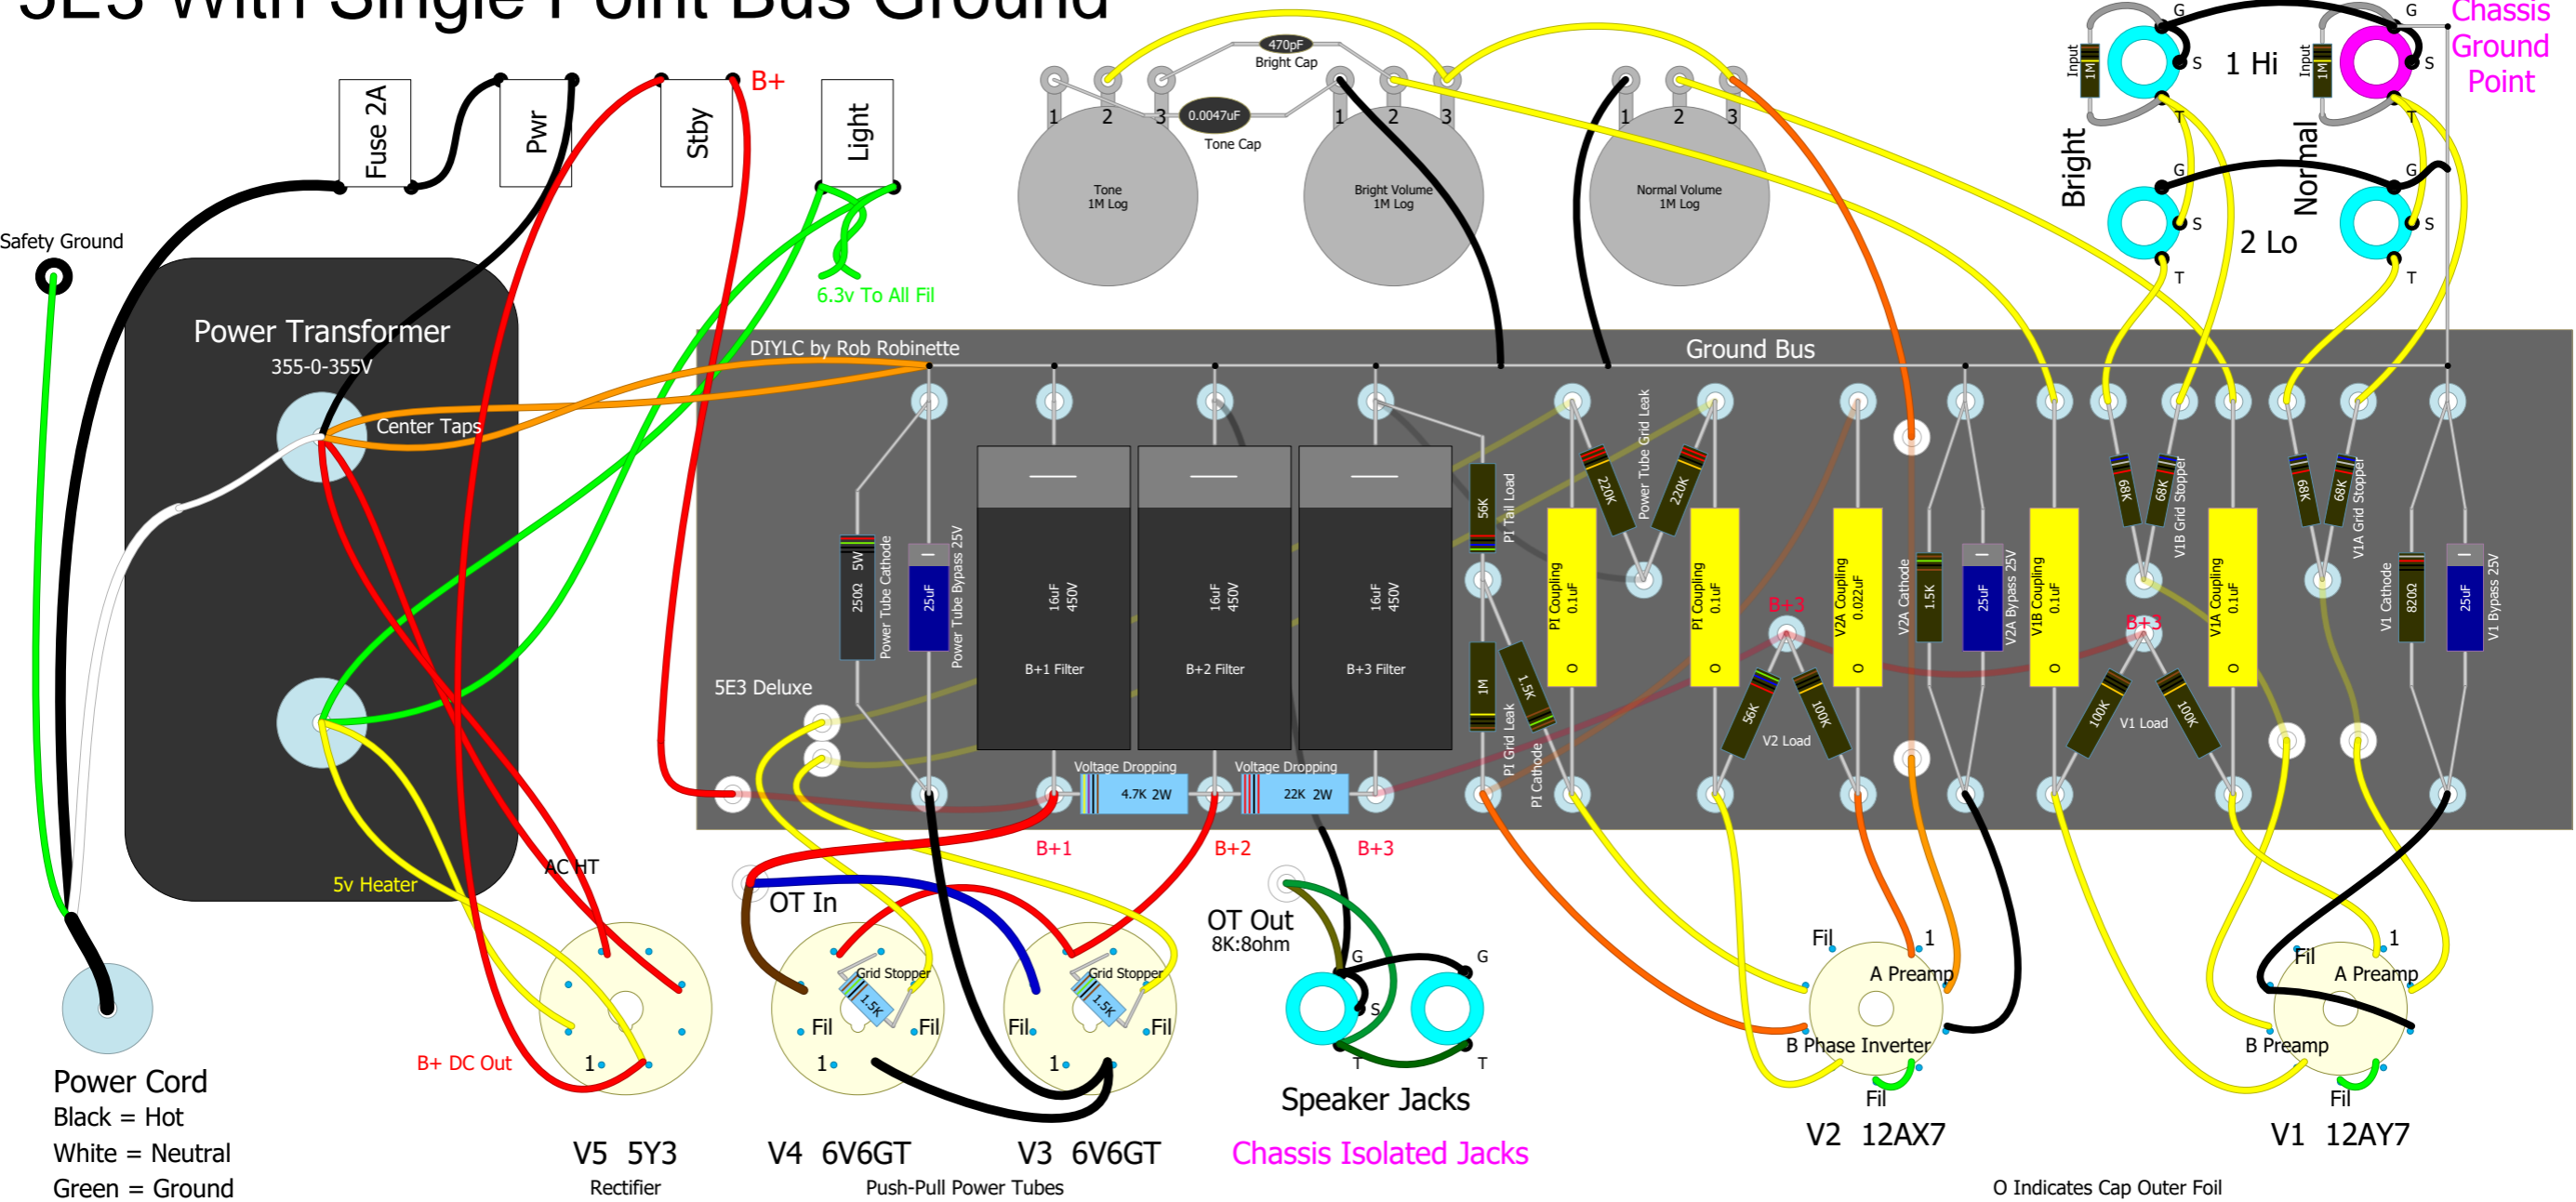 5E3 With Single Point Bus Ground
Chassis
Ground
Point
Fuse 2A
Pwr
Stby
B+
Light
470pF
Bright Cap
1
2
3
0.0047uF
Tone Cap
1
2
3
1
2
3
Tone
1M Log
Bright Volume
1M Log
Normal Volume
1M Log
Input
1M
G
S
T
1 Hi
Input
1M
G
S
T
Bright
Normal
G
S
T
2 Lo
G
S
T
Safety Ground
6.3v To All Fil
Power Transformer
355-0-355V
Center Taps
DIYLC by Rob Robinette
Ground Bus
250Ω 5W
Power Tube Cathode
25uF
Power Tube Bypass 25V
16uF
450V
B+1 Filter
16uF
450V
B+2 Filter
16uF
450V
B+3 Filter
56K
PI Tail Load
1M
PI Grid Leak
1.5K
PI Cathode
PI Coupling
0.1uF
O
220K
Power Tube Grid Leak
220K
PI Coupling
0.1uF
O
B+3
56K
100K
V2 Load
V2A Coupling
0.022uF
O
V2A Cathode
1.5K
25uF
V2A Bypass 25V
V1B Coupling
0.1uF
O
68K
68K
V1B Grid Stopper
B+3
100K
100K
V1 Load
V1A Coupling
0.1uF
O
68K
68K
V1A Grid Stopper
V1 Cathode
820Ω
25uF
V1 Bypass 25V
5E3 Deluxe
Voltage Dropping
4.7K 2W
Voltage Dropping
22K 2W
B+1
B+2
B+3
AC HT
5v Heater
OT In
OT Out
8K:8ohm
Grid Stopper
1.5K
Fil
Fil
1
Grid Stopper
1.5K
Fil
Fil
1
B+ DC Out
1
G
S
T
G
T
Fil
1
A Preamp
B Phase Inverter
Fil
Fil
1
A Preamp
B Preamp
Fil
Power Cord
Black = Hot
White = Neutral
Green = Ground
V5 5Y3
Rectifier
V4 6V6GT
V3 6V6GT
Push-Pull Power Tubes
Speaker Jacks
Chassis Isolated Jacks
V2 12AX7
V1 12AY7
O Indicates Cap Outer Foil